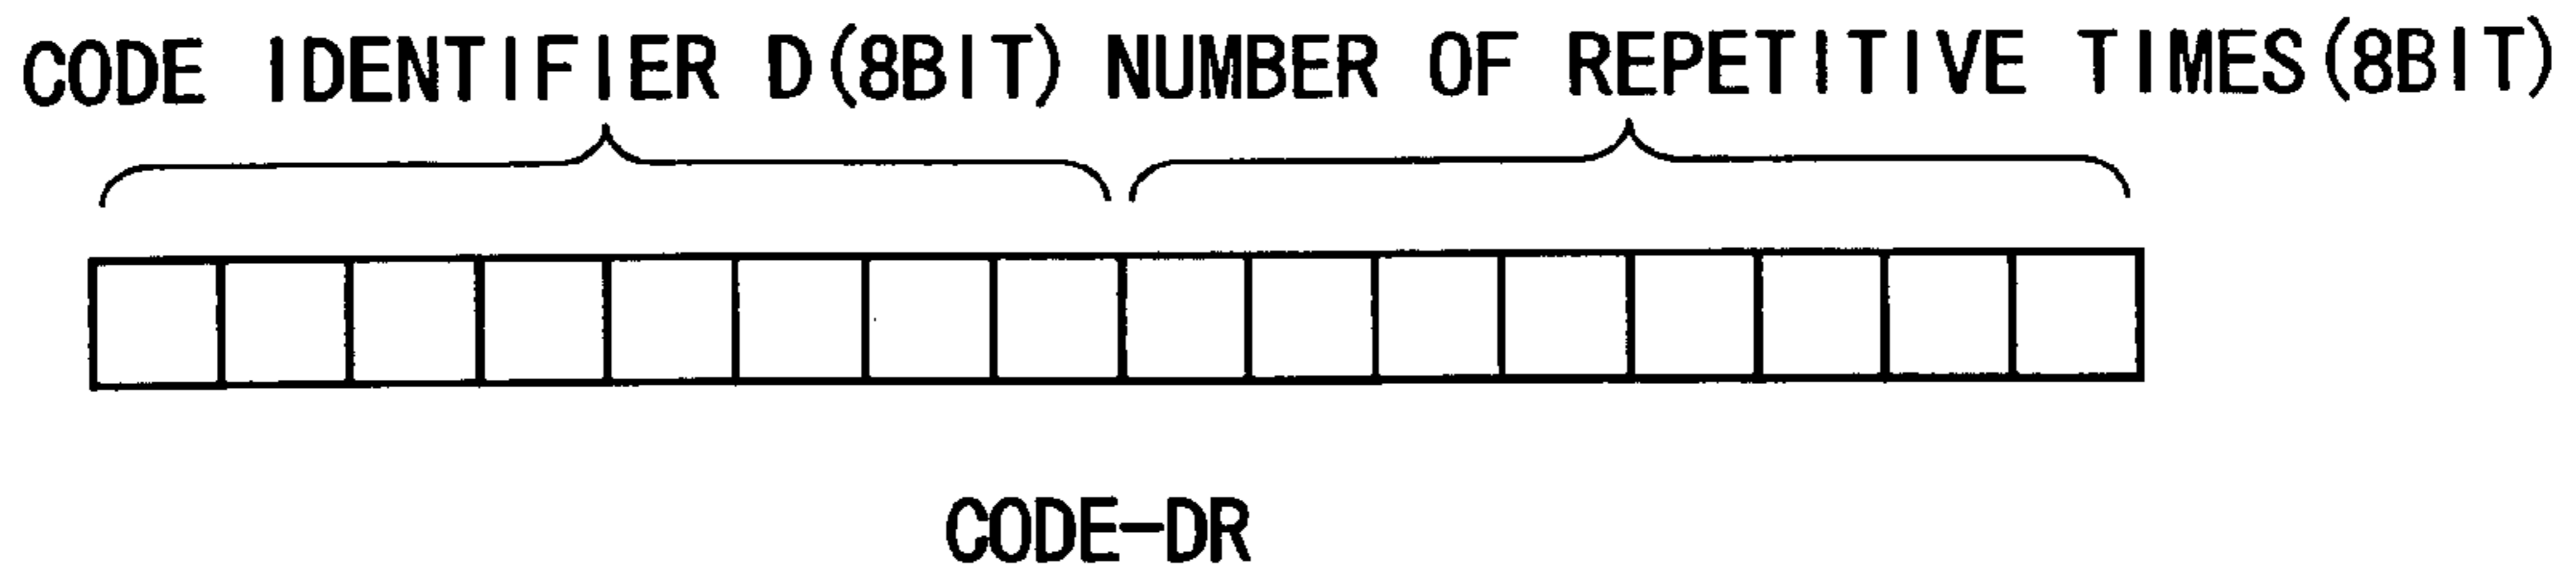 CODE IDENTIFIER D(8BIT) NUMBER OF REPETITIVE TIMES(8BIT)
CODE-DR